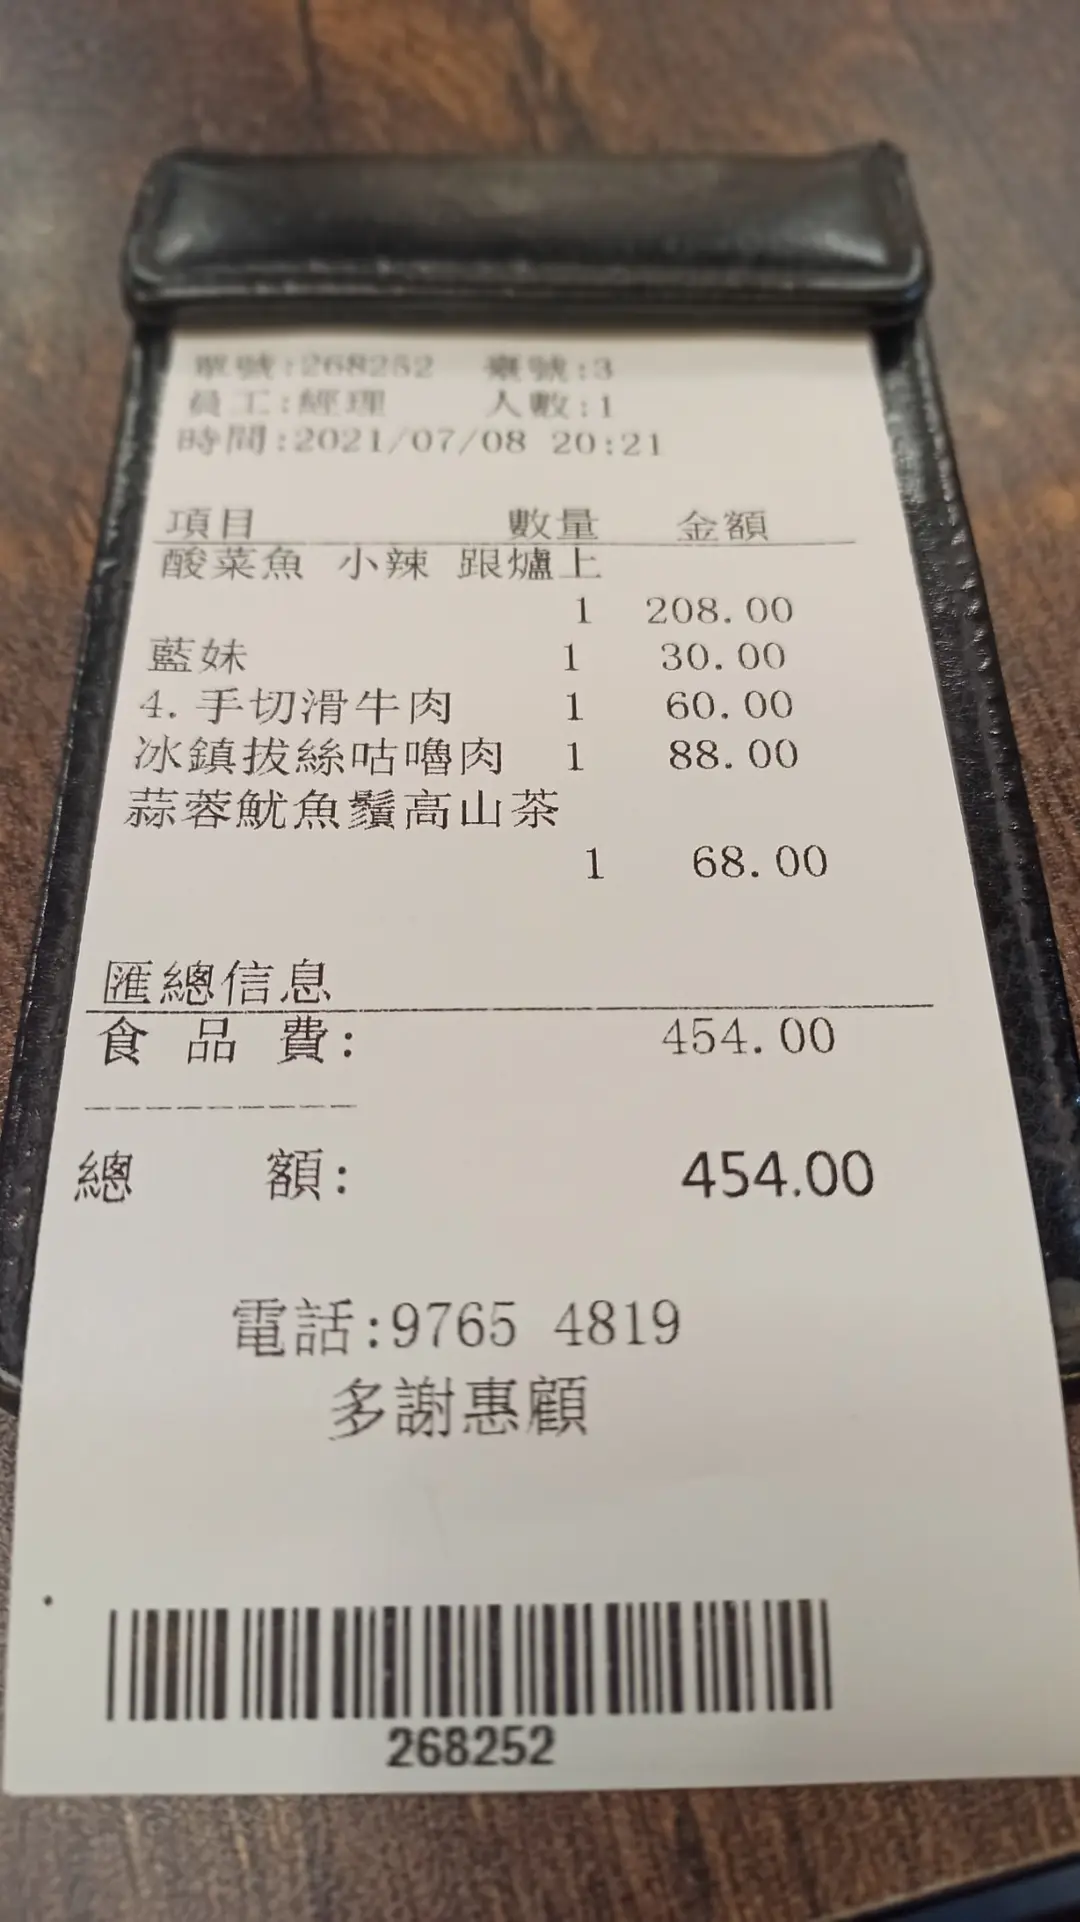 單號:268252 檯號:3
員工:經理 人數:1
時間:2021/07/08 20:21
項目 數量 金額
酸菜魚 小辣 跟爐上
1 208.00
藍妹 1 30.00
4. 手切滑牛肉 1 60.00
冰鎮拔絲咕嚕肉 1 88.00
蒜蓉魷魚鬚高山茶
1 68.00
匯總信息
食 品 費: 454.00
總 額: 454.00
電話:9765 4819
多謝惠顧
268252